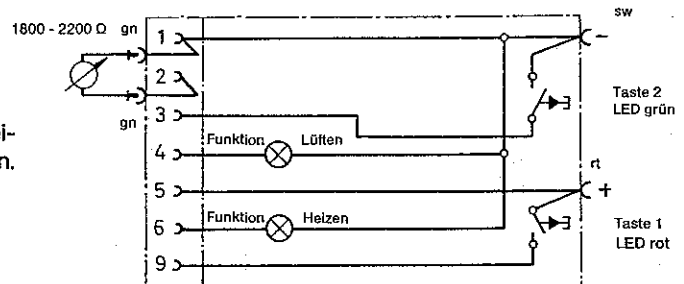 sw
1800 - 2200 Ω gn
1
−
2
Taste 2
LED grün
3
ei-
gn
Funktion Lüften
n.
4
rt
5
+
Funktion Heizen
6
Taste 1
LED rot
9